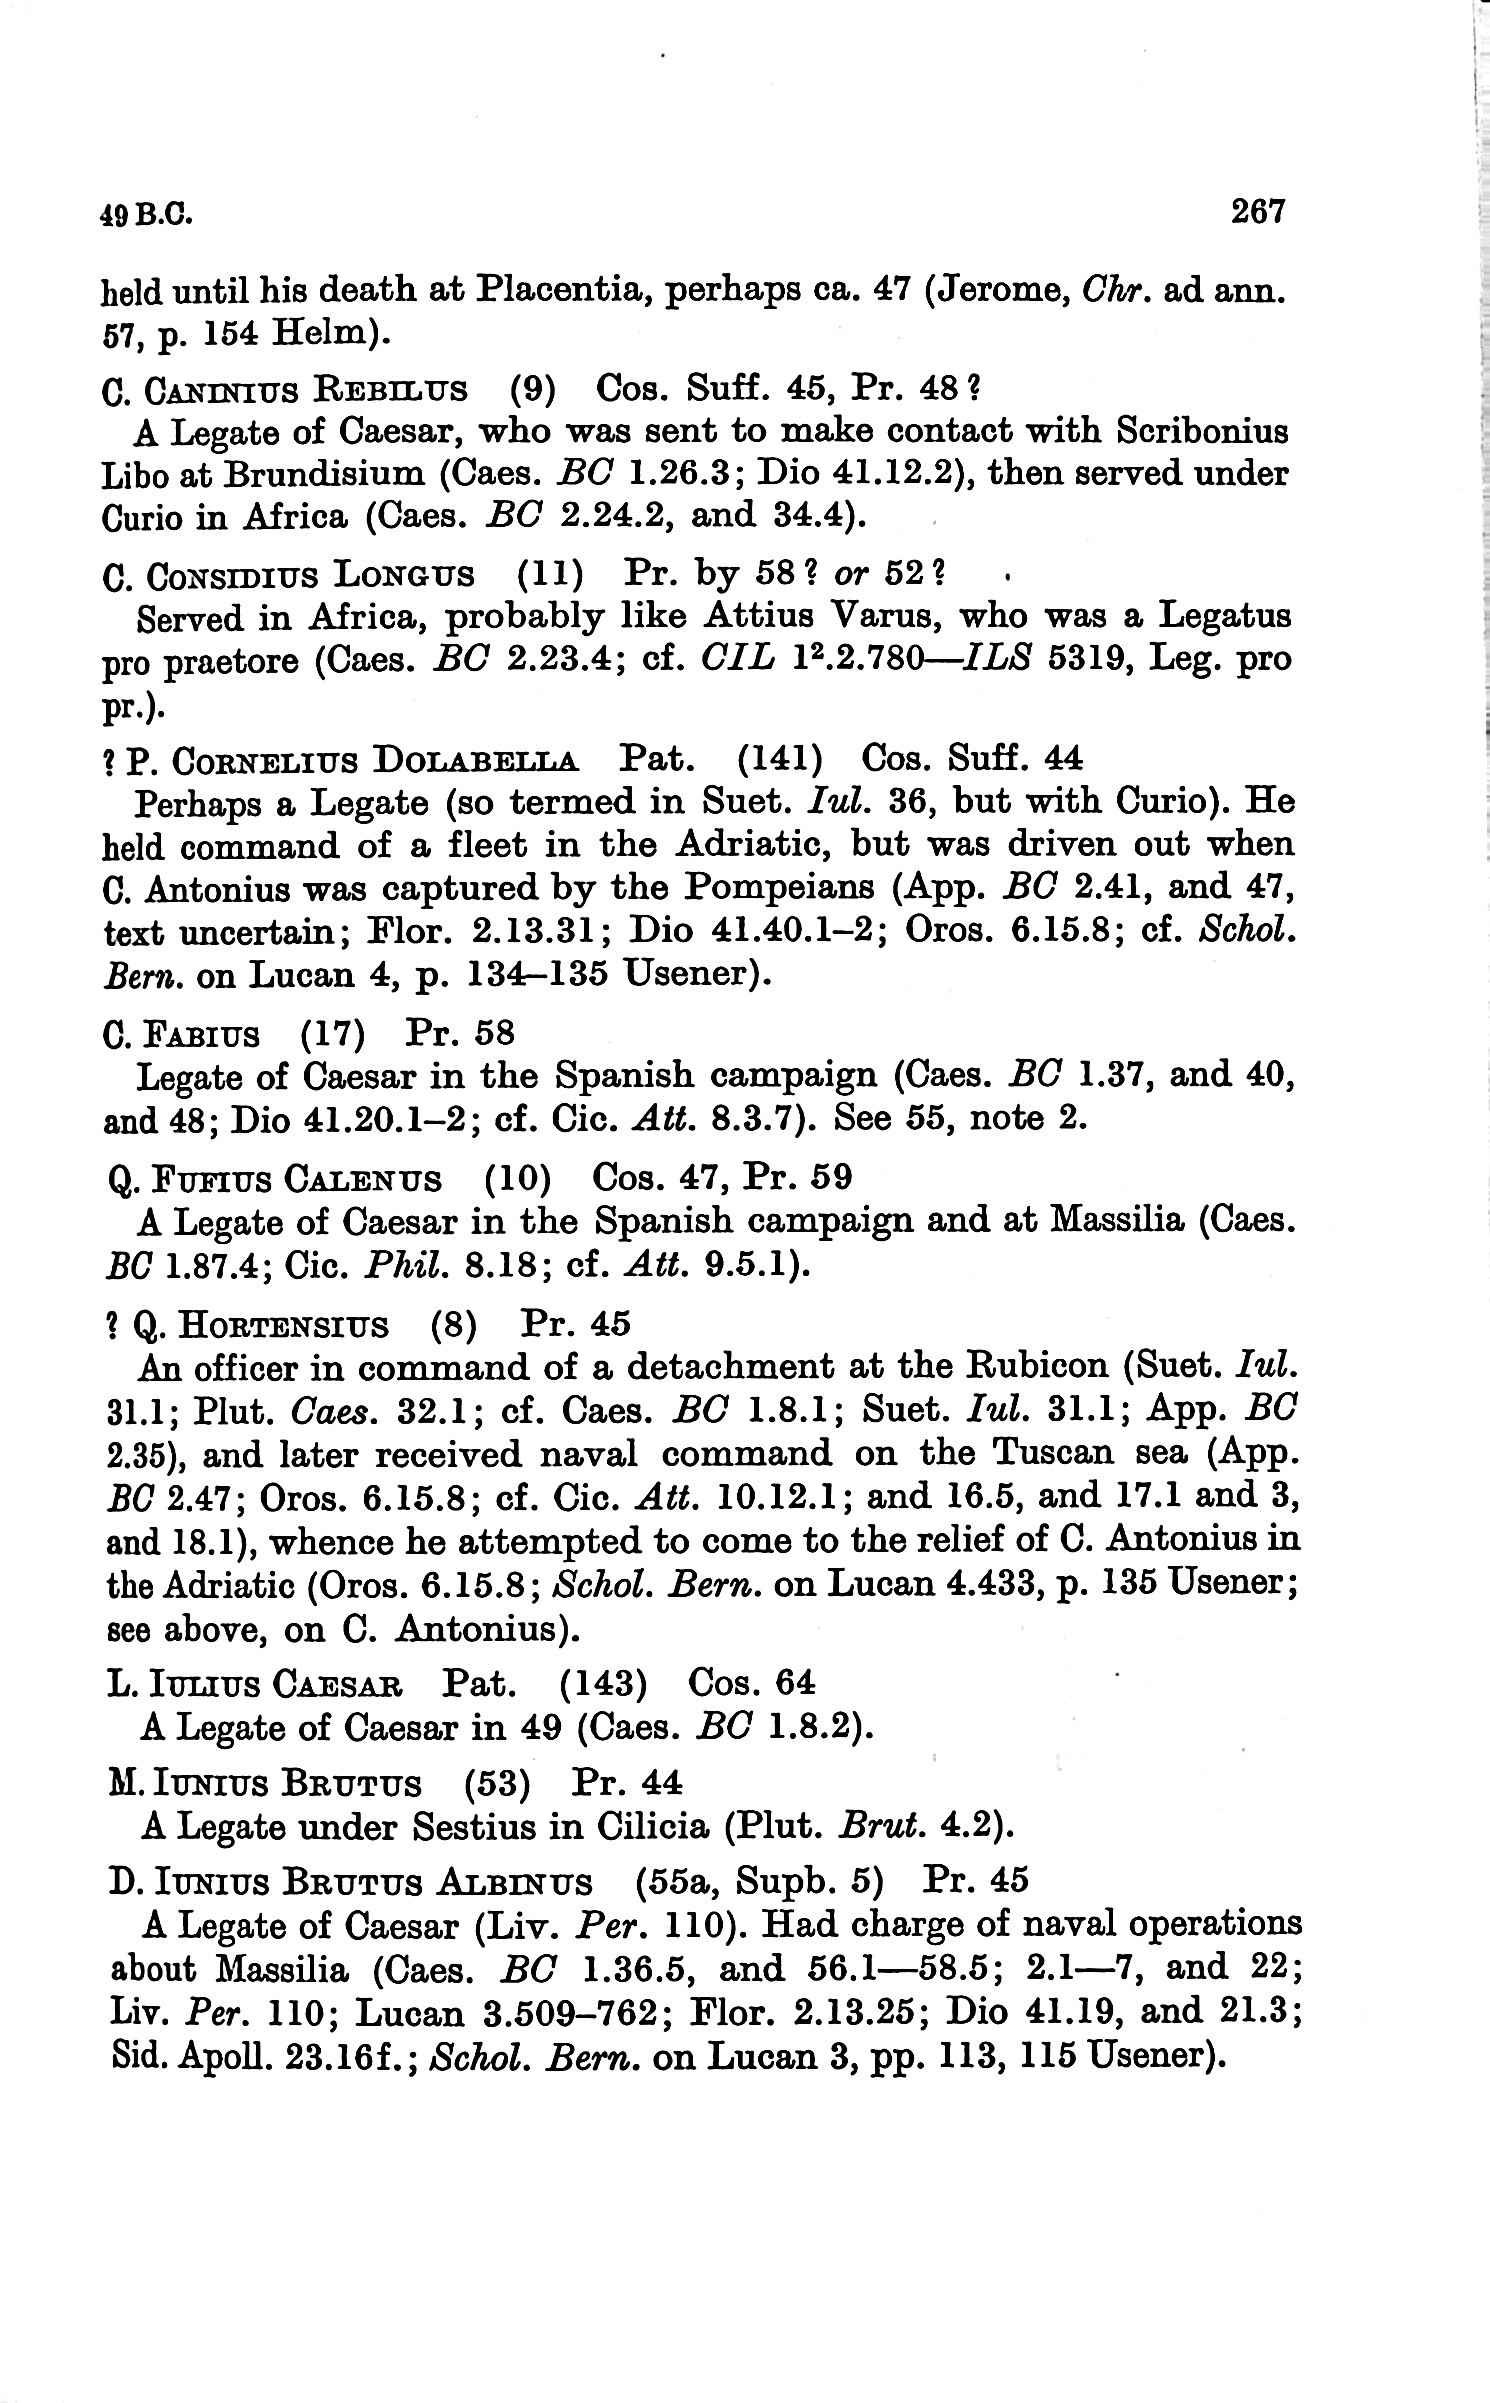 49 B.C. 267
held until his death at Placentia, perhaps ca. 47 (Jerome, Chr. ad ann.
57, p. 154 Helm).
C. CANINIUS REBILUS (9) Cos. Suff. 45, Pr. 48?
A Legate of Caesar, who was sent to make contact with Scribonius
Libo at Brundisium (Caes. BC 1.26.3; Dio 41.12.2), then served under
Curio in Africa (Caes. BC 2.24.2, and 34.4).
C. CONSIDIUS LONGUS (11) Pr. by 58? or 52?
Served in Africa, probably like Attius Varus, who was a Legatus
pro praetore (Caes. BC 2.23.4; cf. CIL 1².2.780—ILS 5319, Leg. pro
pr.).
? P. CORNELIUS DOLABELLA Pat. (141) Cos. Suff. 44
Perhaps a Legate (so termed in Suet. Iul. 36, but with Curio). He
held command of a fleet in the Adriatic, but was driven out when
C. Antonius was captured by the Pompeians (App. BC 2.41, and 47,
text uncertain; Flor. 2.13.31; Dio 41.40.1–2; Oros. 6.15.8; cf. Schol.
Bern. on Lucan 4, p. 134–135 Usener).
C. FABIUS (17) Pr. 58
Legate of Caesar in the Spanish campaign (Caes. BC 1.37, and 40,
and 48; Dio 41.20.1–2; cf. Cic. Att. 8.3.7). See 55, note 2.
Q. FUFIUS CALENUS (10) Cos. 47, Pr. 59
A Legate of Caesar in the Spanish campaign and at Massilia (Caes.
BC 1.87.4; Cic. Phil. 8.18; cf. Att. 9.5.1).
? Q. HORTENSIUS (8) Pr. 45
An officer in command of a detachment at the Rubicon (Suet. Iul.
31.1; Plut. Caes. 32.1; cf. Caes. BC 1.8.1; Suet. Iul. 31.1; App. BC
2.35), and later received naval command on the Tuscan sea (App.
BC 2.47; Oros. 6.15.8; cf. Cic. Att. 10.12.1; and 16.5, and 17.1 and 3,
and 18.1), whence he attempted to come to the relief of C. Antonius in
the Adriatic (Oros. 6.15.8; Schol. Bern. on Lucan 4.433, p. 135 Usener;
see above, on C. Antonius).
L. IULIUS CAESAR Pat. (143) Cos. 64
A Legate of Caesar in 49 (Caes. BC 1.8.2).
M. IUNIUS BRUTUS (53) Pr. 44
A Legate under Sestius in Cilicia (Plut. Brut. 4.2).
D. IUNIUS BRUTUS ALBINUS (55a, Supb. 5) Pr. 45
A Legate of Caesar (Liv. Per. 110). Had charge of naval operations
about Massilia (Caes. BC 1.36.5, and 56.1—58.5; 2.1—7, and 22;
Liv. Per. 110; Lucan 3.509–762; Flor. 2.13.25; Dio 41.19, and 21.3;
Sid. Apoll. 23.16f.; Schol. Bern. on Lucan 3, pp. 113, 115 Usener).